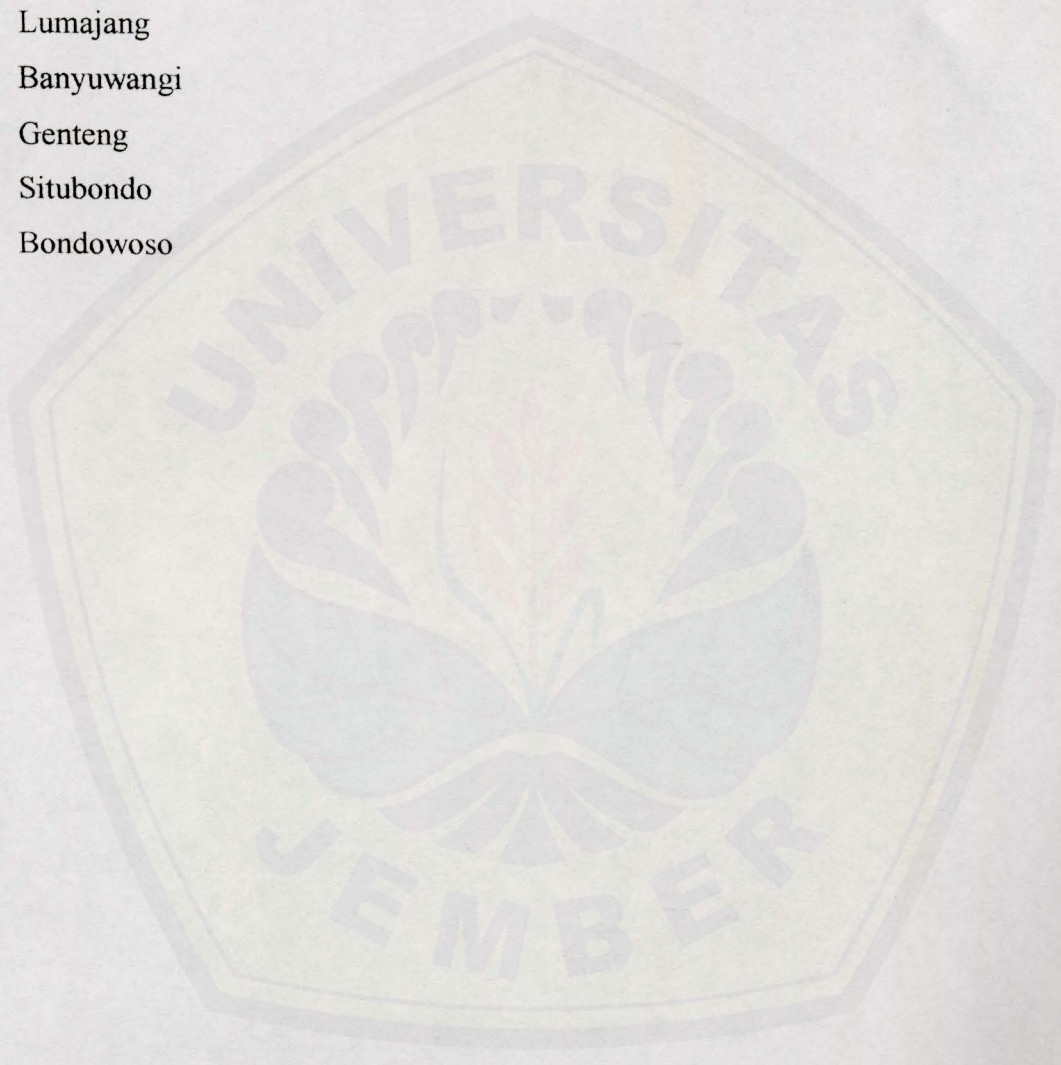 Lumajang
Banyuwangi
Genteng
Situbondo
Bondowoso
UNIVERSITAS
JEMBER